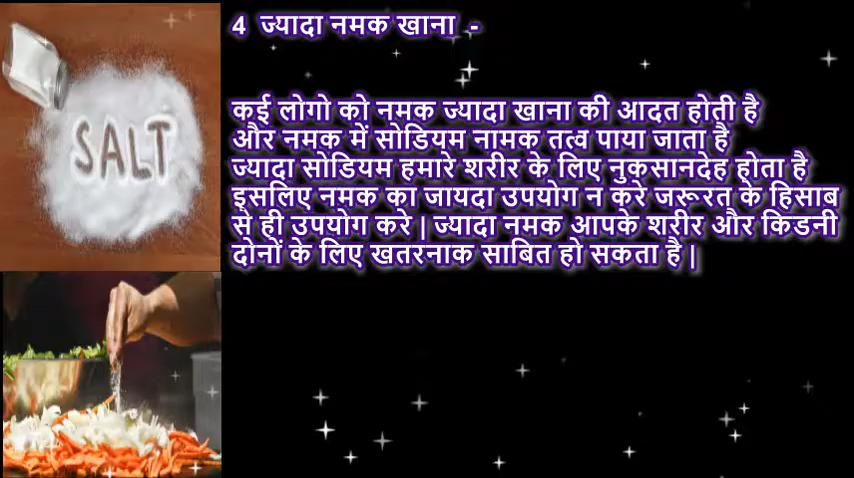 SALT
4 ज्यादा नमक खाना -
कई लोगो को नमक ज्यादा खाना की आदत होती है
और नमक में सोडियम नामक तत्व पाया जाता है
ज्यादा सोडियम हमारे शरीर के लिए नुकसानदेह होता है
इसलिए नमक का जायदा उपयोग न करे जरूरत के हिसाब
से ही उपयोग करे | ज्यादा नमक आपके शरीर और किडनी
दोनों के लिए खतरनाक साबित हो सकता है |